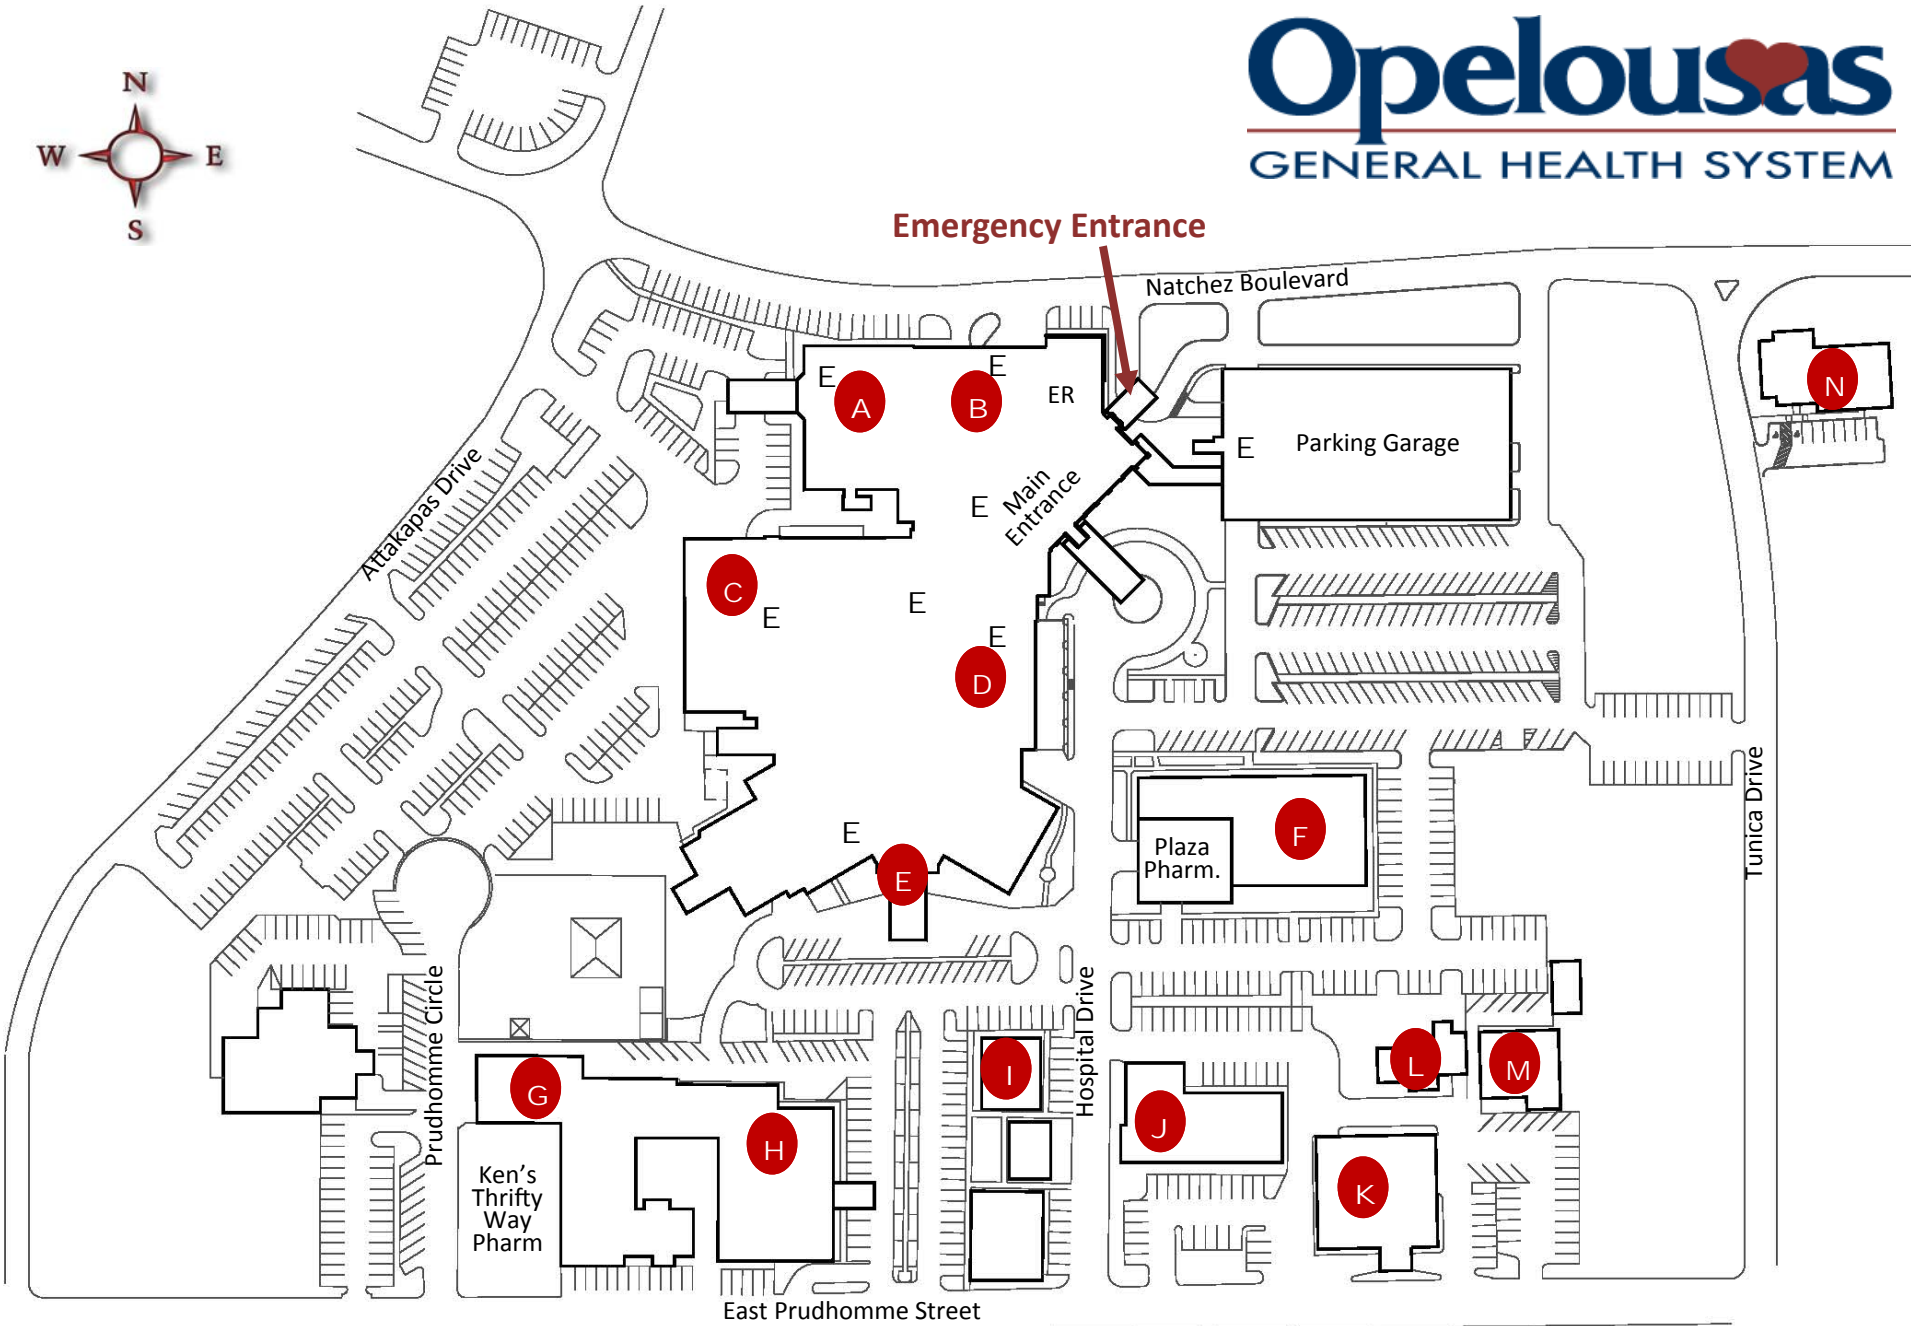 Opelousas
GENERAL HEALTH SYSTEM
N
W
E
S
Emergency Entrance
Natchez Boulevard
E
A
E
B
ER
N
E
Parking Garage
Attakapas Drive
E
Main
Entrance
C
E
E
E
D
Tunica Drive
E
E
F
Plaza
Pharm.
Prudhomme Circle
Hospital Drive
G
H
I
J
K
L
M
Ken's
Thrifty
Way
Pharm
East Prudhomme Street